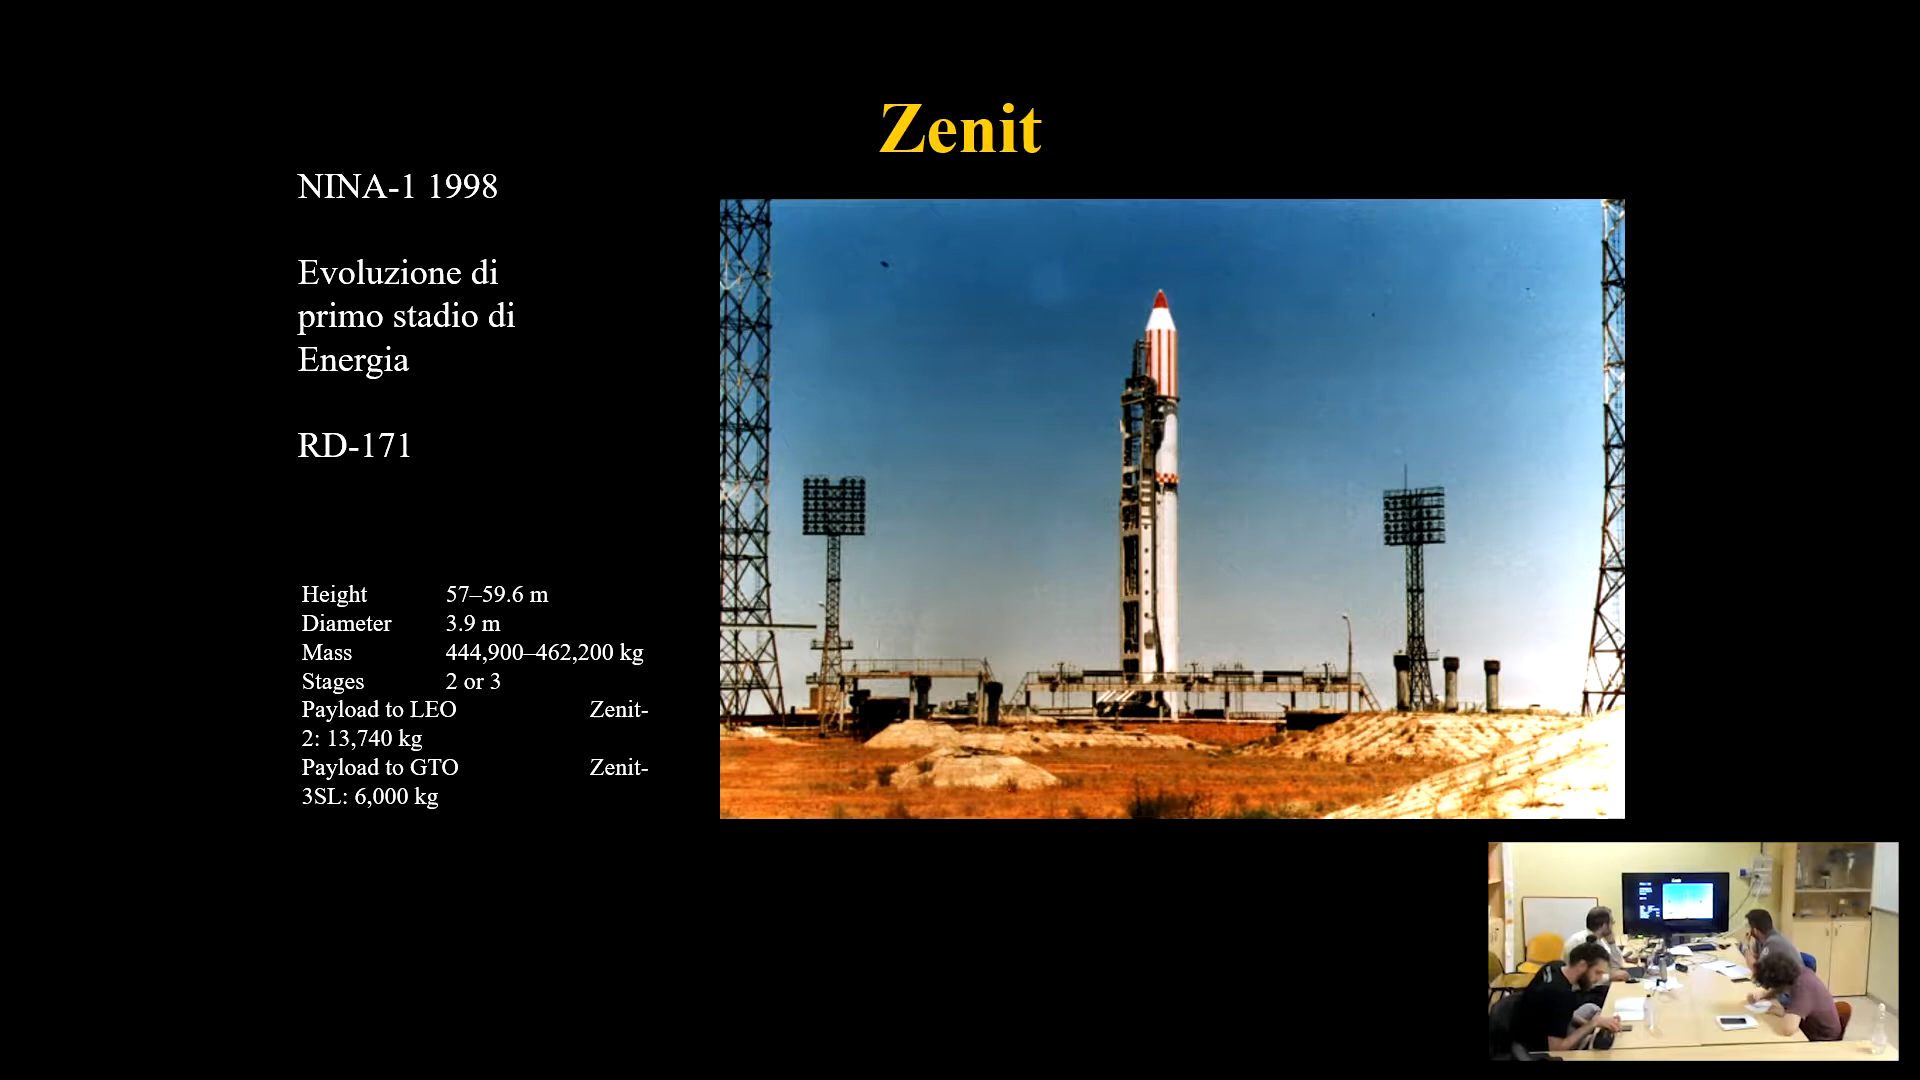 Zenit
NINA-1 1998
Evoluzione di
primo stadio di
Energia
RD-171
Height 57–59.6 m
Diameter 3.9 m
Mass 444,900–462,200 kg
Stages 2 or 3
Payload to LEO Zenit-
2: 13,740 kg
Payload to GTO Zenit-
3SL: 6,000 kg